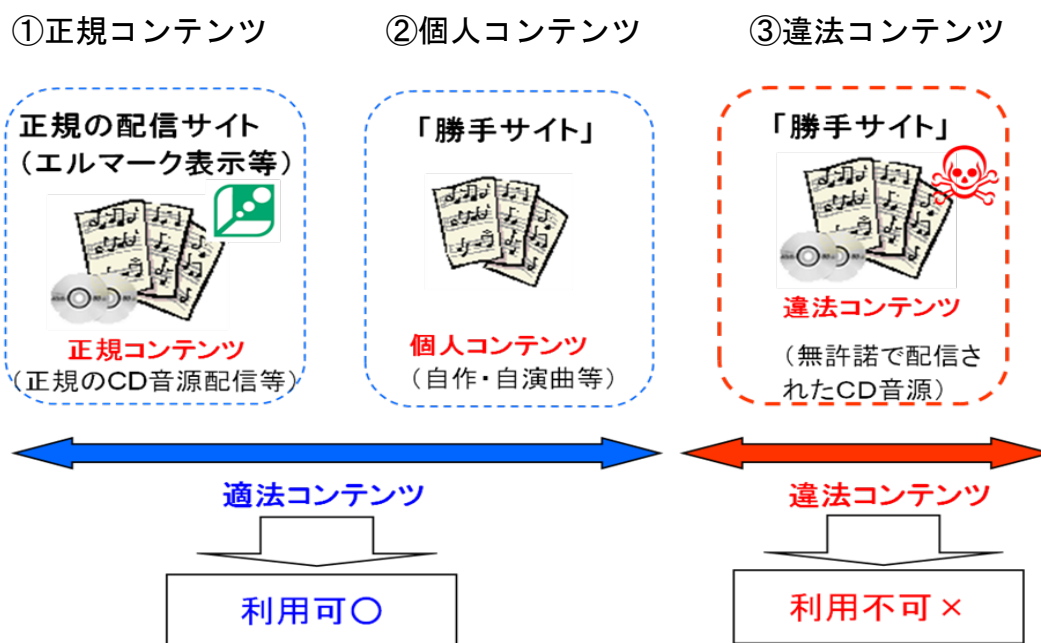 ①正規コンテンツ
②個人コンテンツ
③違法コンテンツ
正規の配信サイト
(エルマーク表示等)
正規コンテンツ
(正規のCD音源配信等)
「勝手サイト」
個人コンテンツ
(自作・自演曲等)
「勝手サイト」
違法コンテンツ
(無許諾で配信さ
れたCD音源)
適法コンテンツ
違法コンテンツ
利用可〇
利用不可×